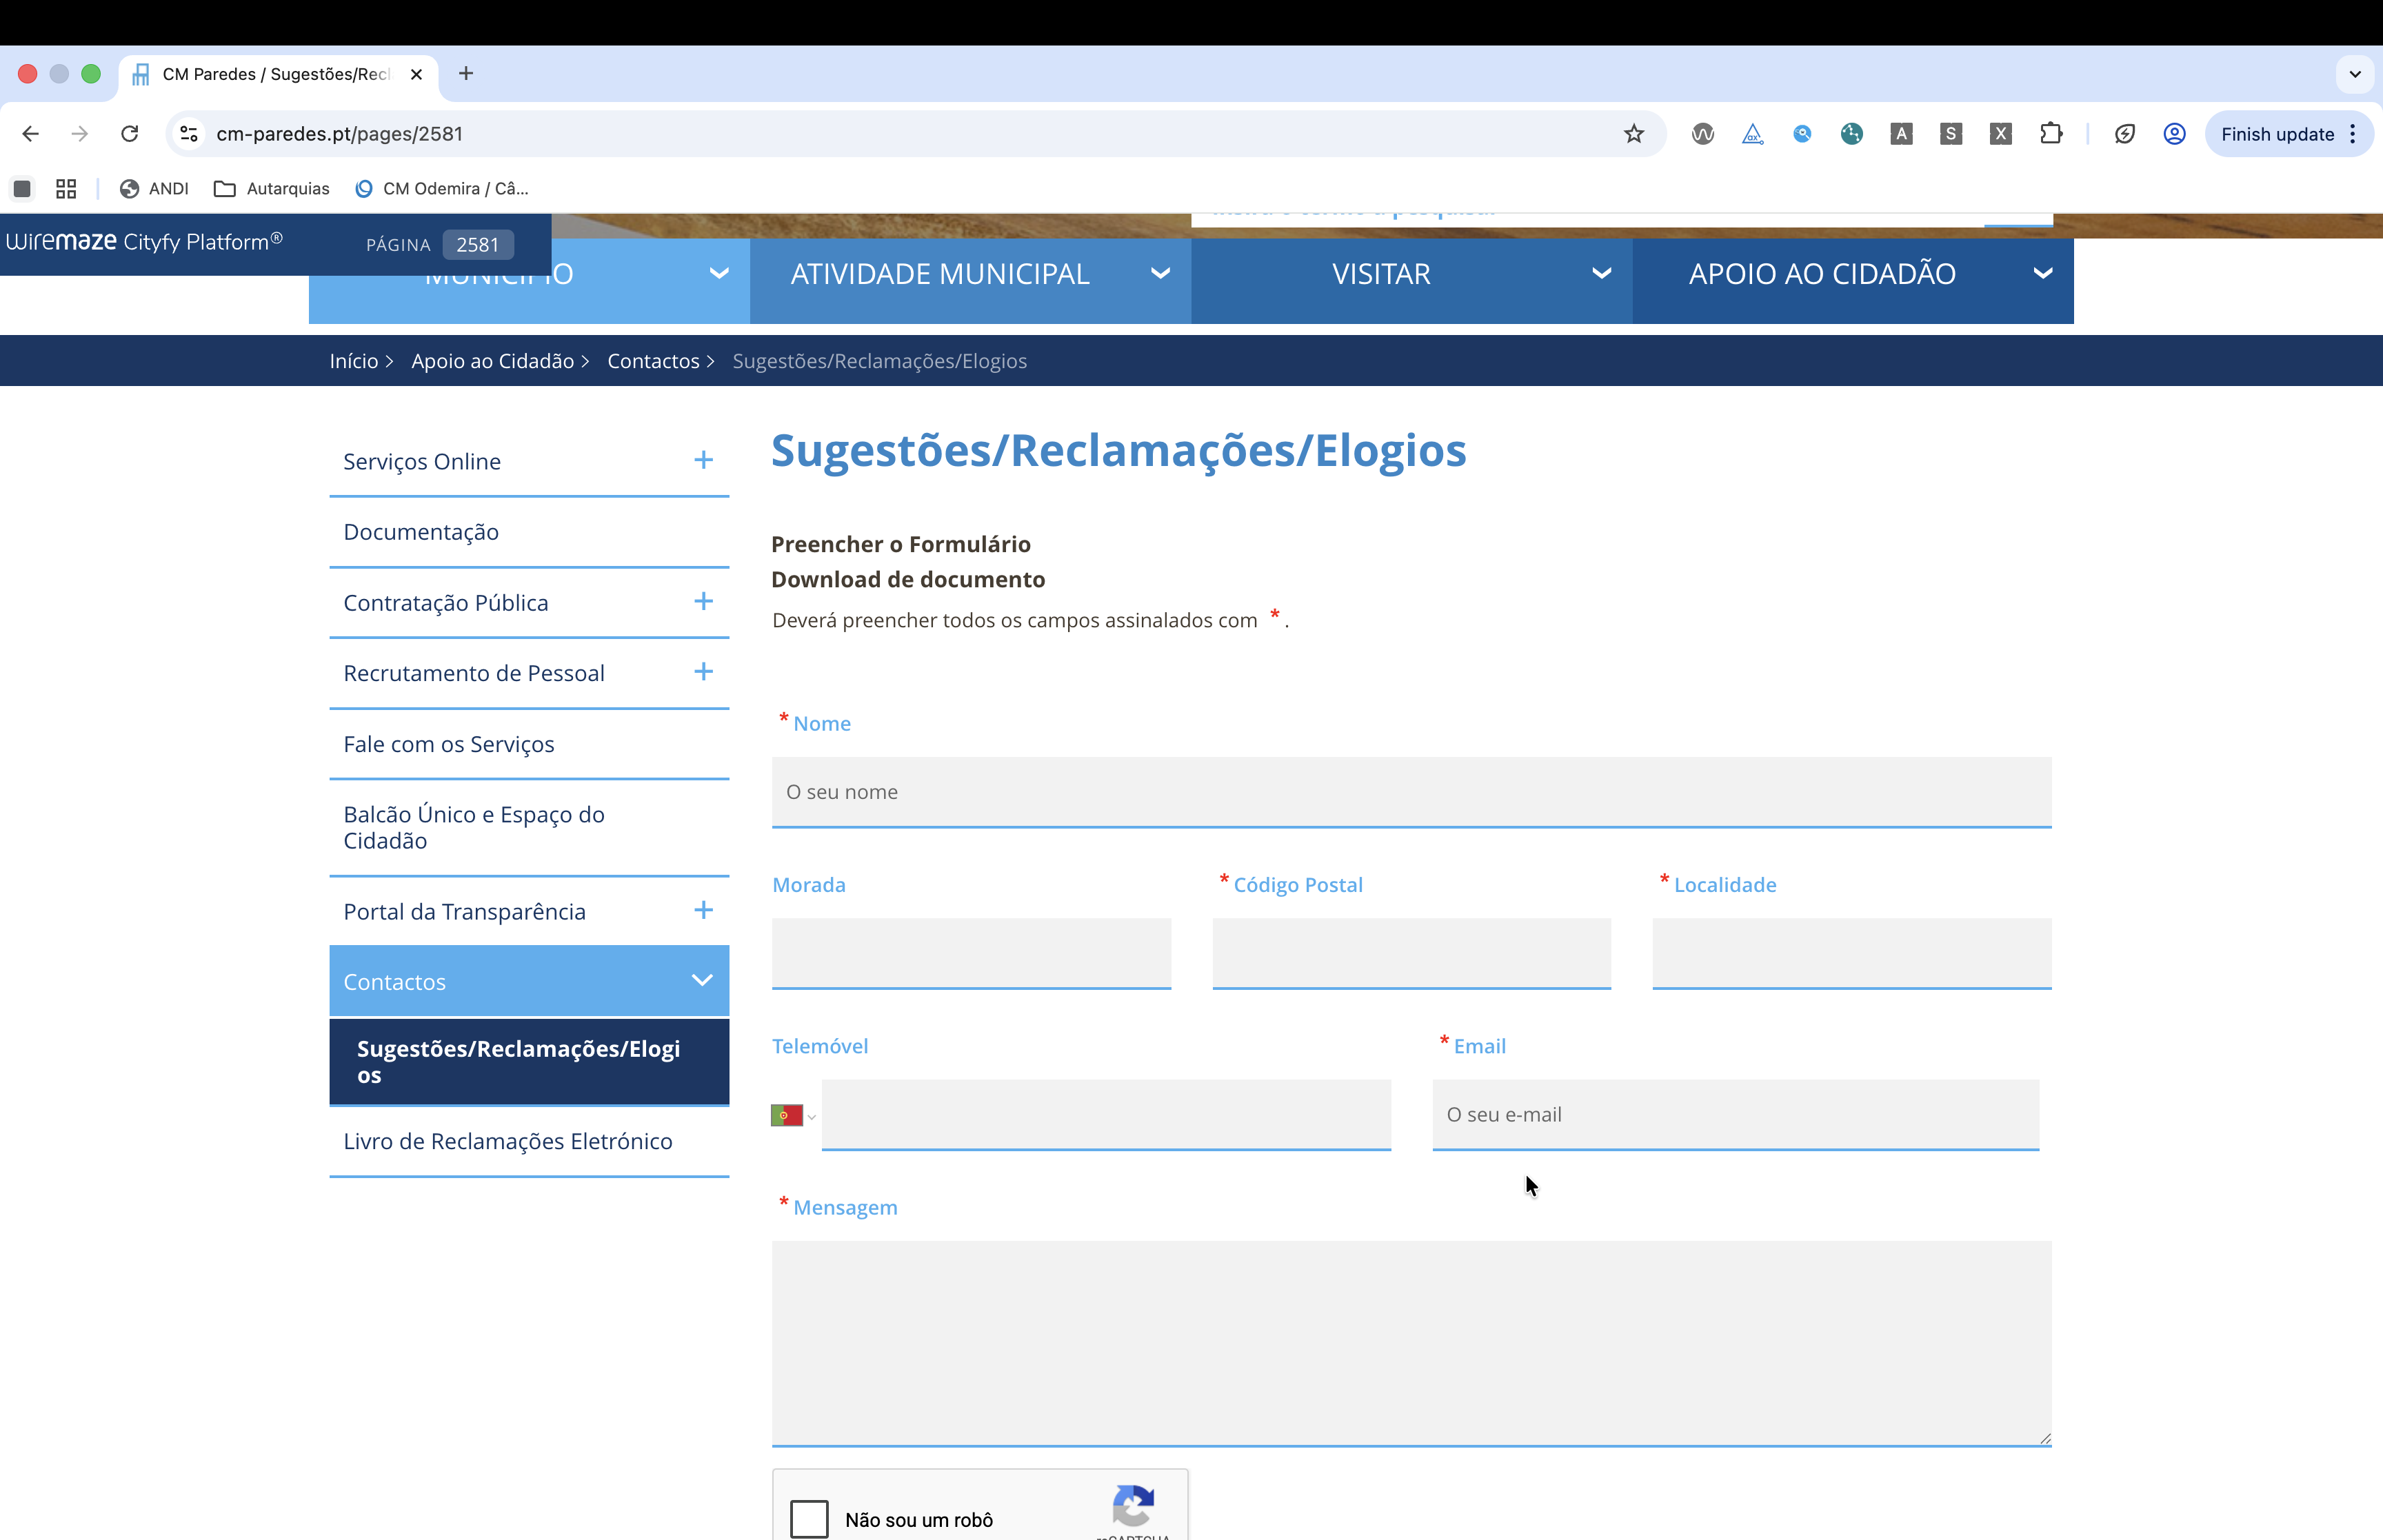 CM Paredes / Sugestões/Recl
cm-paredes.pt/pages/2581
A
S
X
Finish update
ANDI
Autarquias
CM Odemira / Câ...
wiremaze Cityfy Platform®
PÁGINA 2581
MUNICÍPIO
ATIVIDADE MUNICIPAL
VISITAR
APOIO AO CIDADÃO
Início > Apoio ao Cidadão > Contactos > Sugestões/Reclamações/Elogios
Serviços Online
Documentação
Contratação Pública
Recrutamento de Pessoal
Fale com os Serviços
Balcão Único e Espaço do
Cidadão
Portal da Transparência
Contactos
Sugestões/Reclamações/Elogi
os
Livro de Reclamações Eletrónico
Sugestões/Reclamações/Elogios
Preencher o Formulário
Download de documento
Deverá preencher todos os campos assinalados com * .
* Nome
O seu nome
Morada
* Código Postal
* Localidade
Telemóvel
* Email
O seu e-mail
* Mensagem
Não sou um robô